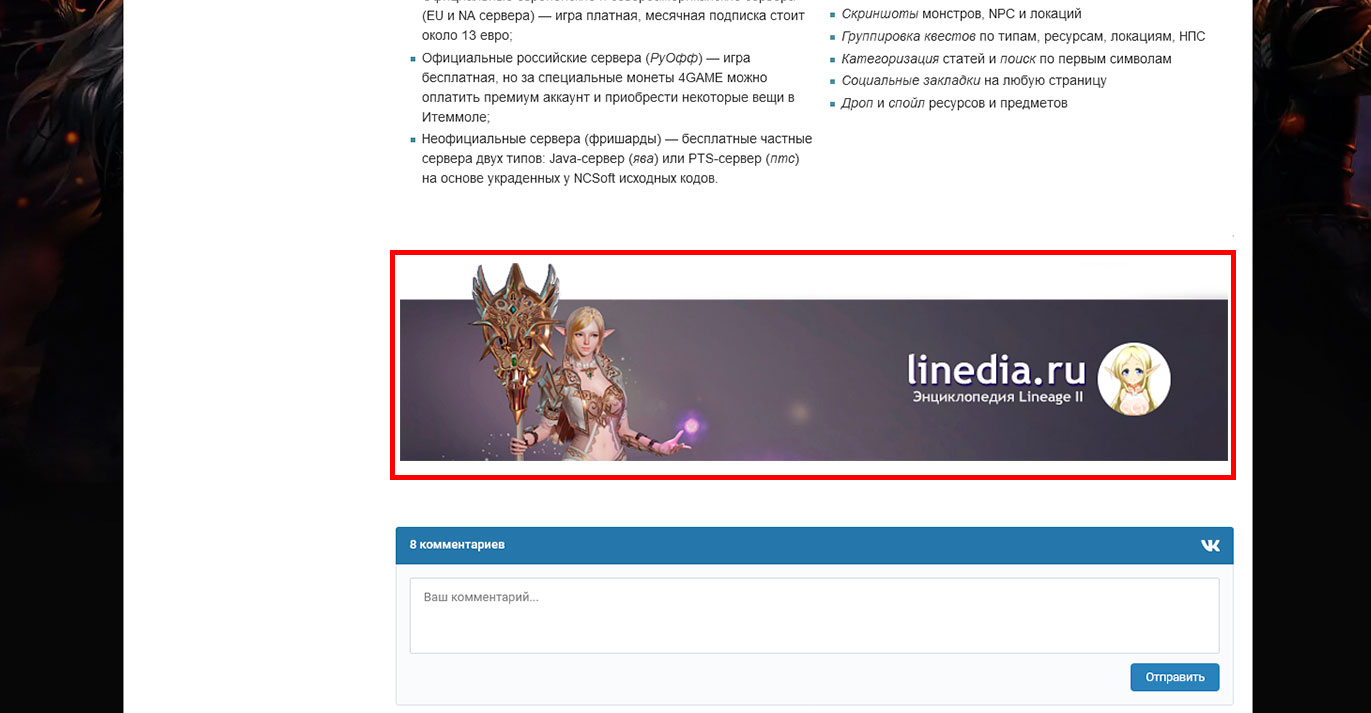 (EU и NA сервера) — игра платная, месячная подписка стоит
около 13 евро;
Официальные российские сервера (РуОфф) — игра
бесплатная, но за специальные монеты 4GAME можно
оплатить премиум аккаунт и приобрести некоторые вещи в
Итеммоле;
Неофициальные сервера (фришарды) — бесплатные частные
сервера двух типов: Java-сервер (ява) или PTS-сервер (птс)
на основе украденных у NCSoft исходных кодов.
Скриншоты монстров, NPC и локаций
Группировка квестов по типам, ресурсам, локациям, НПС
Категоризация статей и поиск по первым символам
Социальные закладки на любую страницу
Дроп и спойл ресурсов и предметов
linedia.ru
Энциклопедия Lineage II
8 комментариев
Ваш комментарий...
Отправить